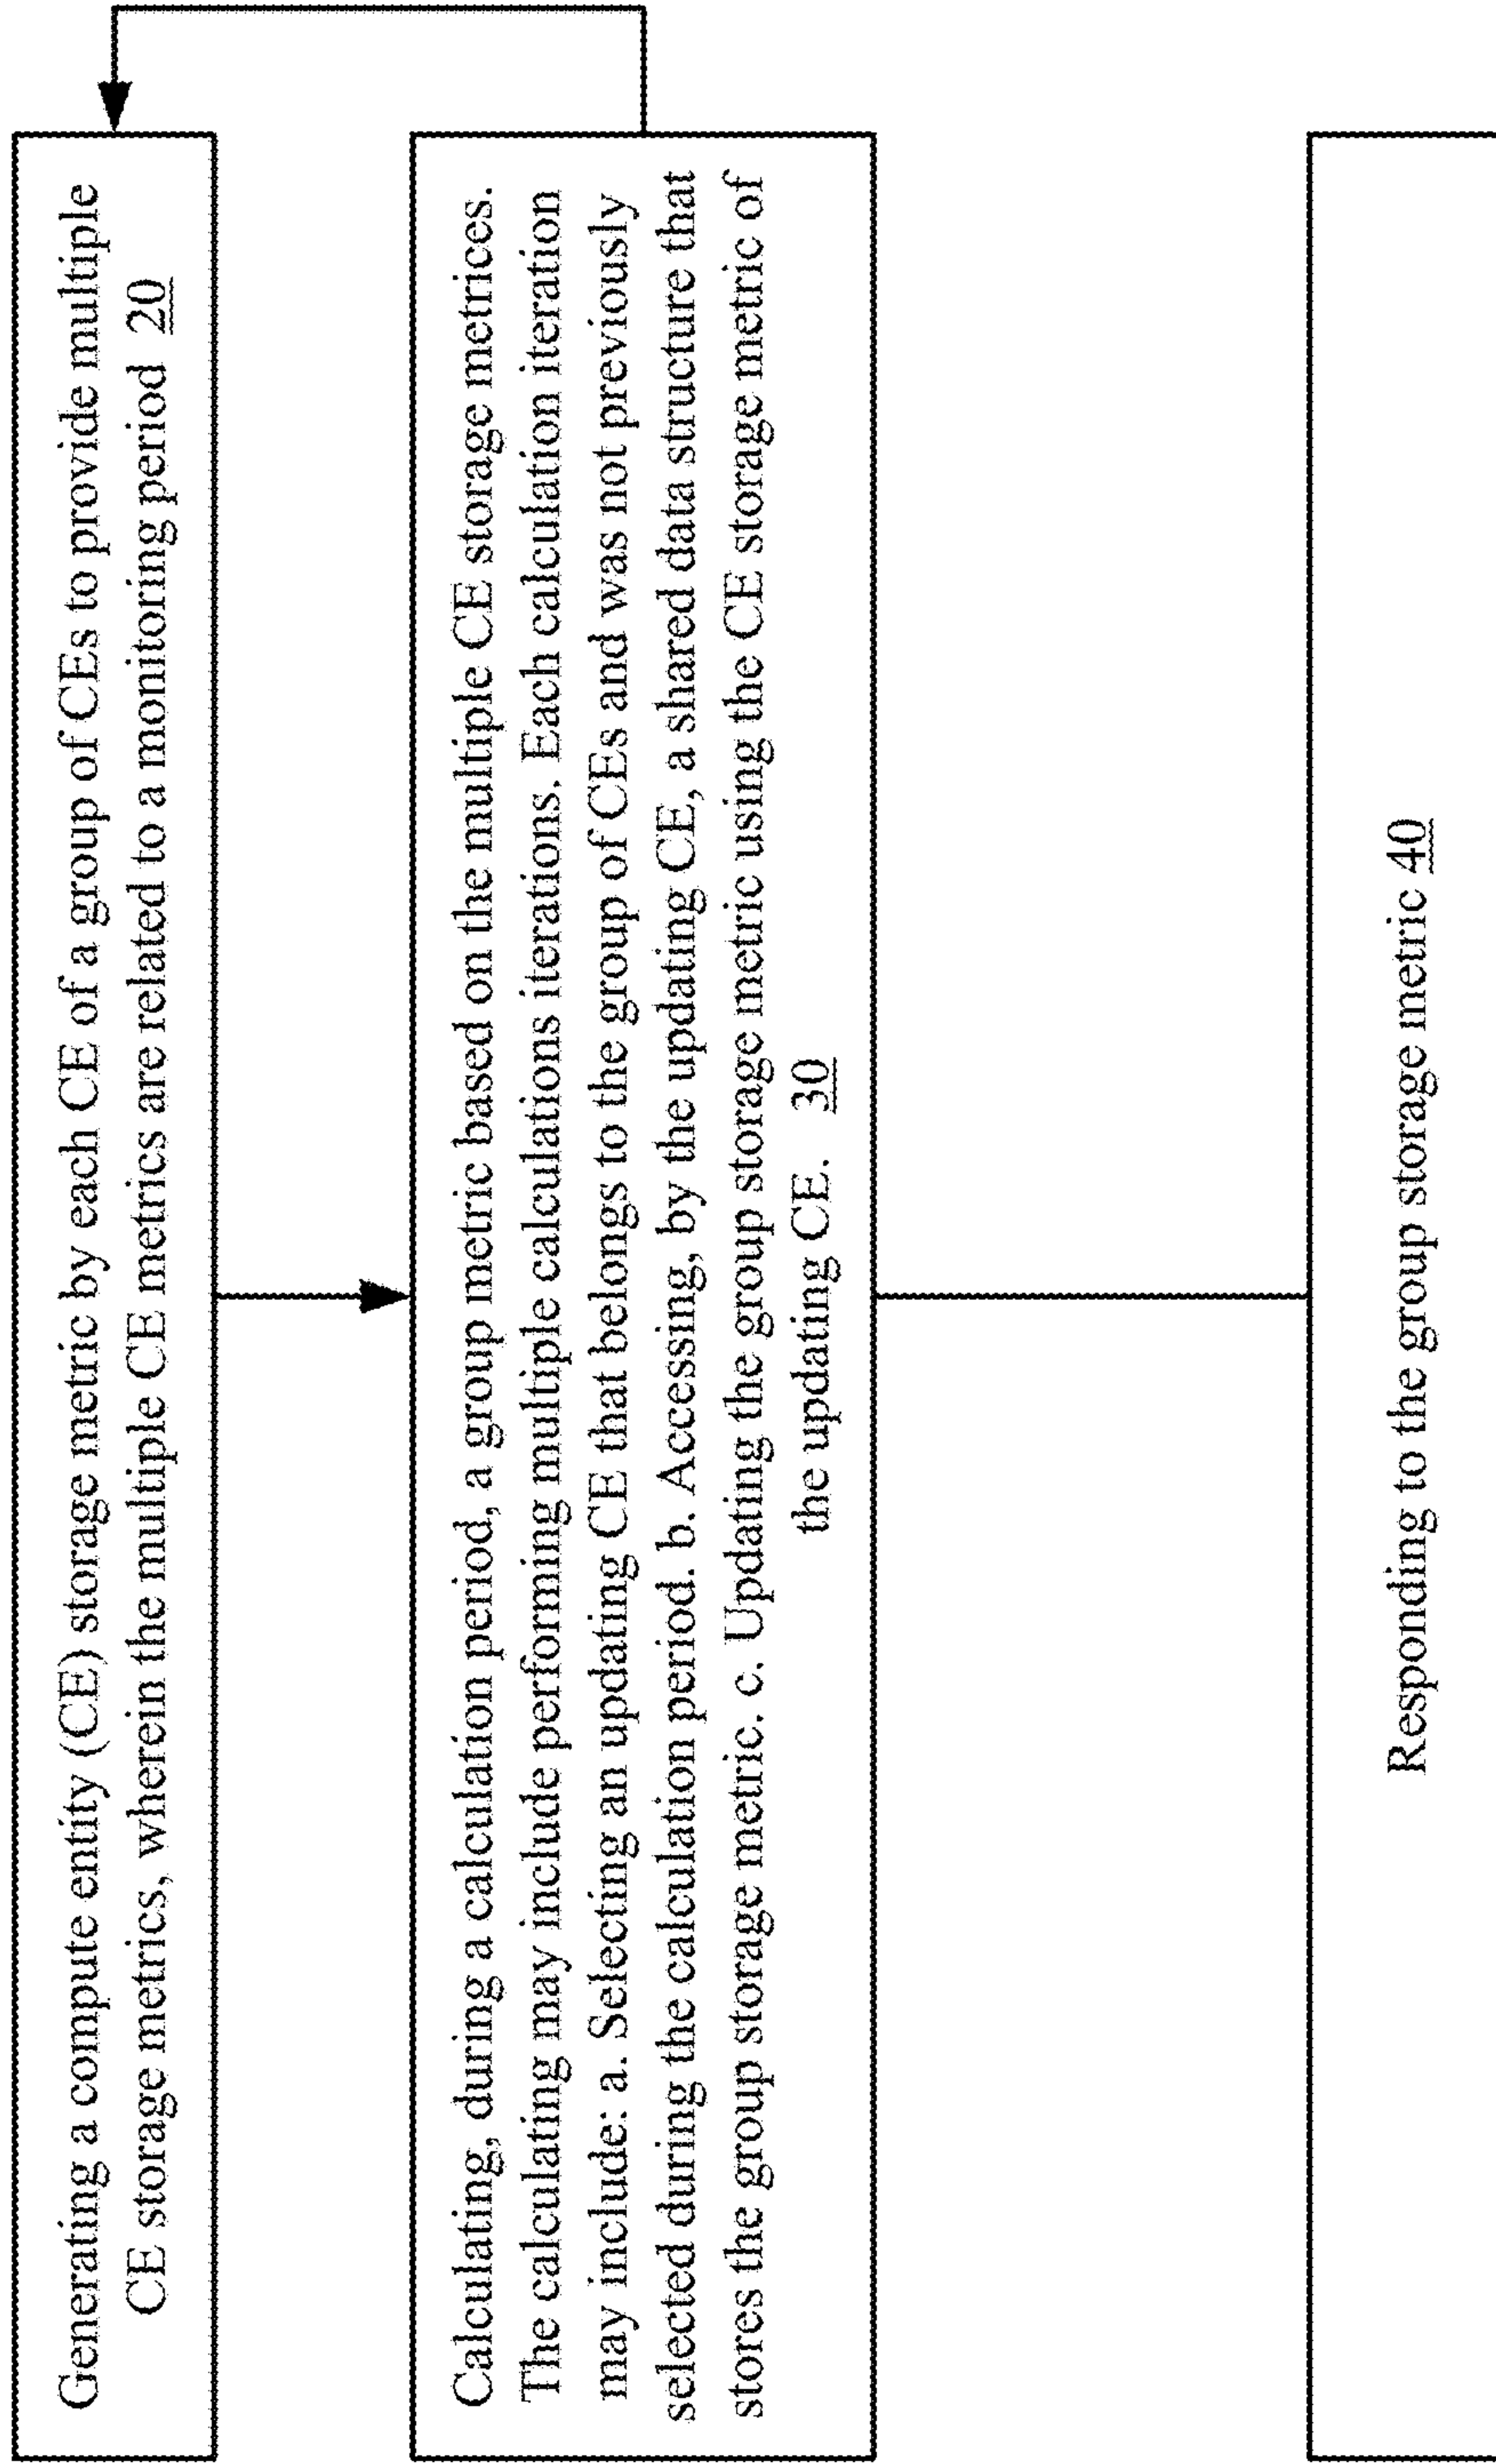 Generating a compute entity (CE) storage metric by each CE of a group of CEs to provide multiple
CE storage metrics, wherein the multiple CE metrics are related to a monitoring period 20
Calculating, during a calculation period, a group metric based on the multiple CE storage metrices.
The calculating may include performing multiple calculations iterations. Each calculation iteration
may include: a. Selecting an updating CE that belongs to the group of CEs and was not previously
selected during the calculation period. b. Accessing, by the updating CE, a shared data structure that
stores the group storage metric. c. Updating the group storage metric using the CE storage metric of
the updating CE. 30
Responding to the group storage metric 40